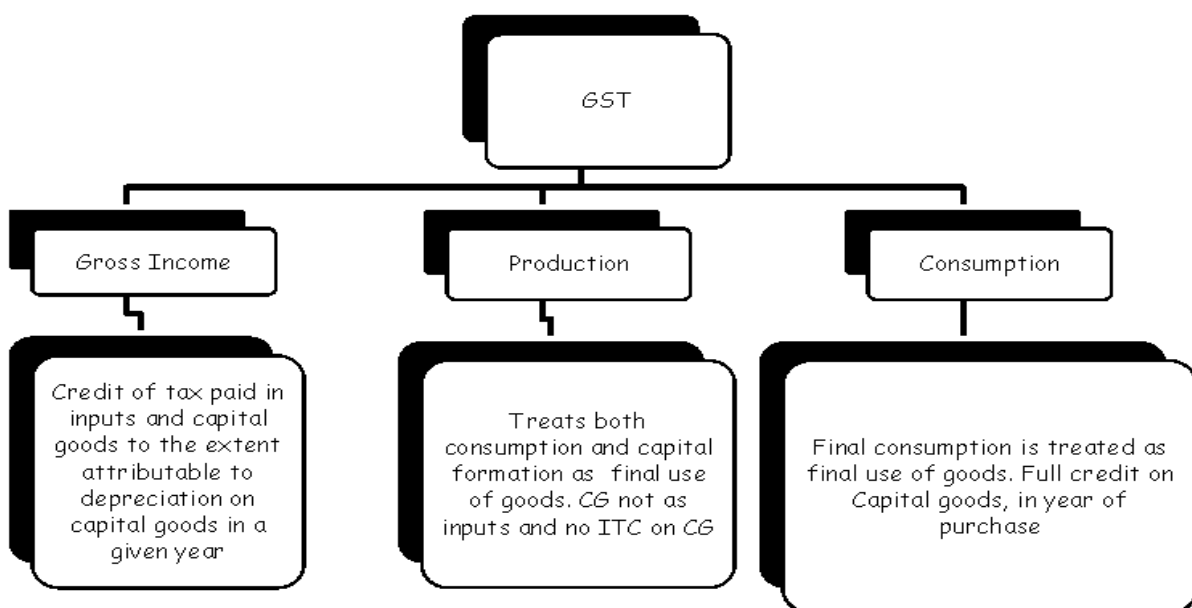 GST
Gross Income
Production
Consumption
Credit of tax paid in
inputs and capital
goods to the extent
attributable to
depreciation on
capital goods in a
given year
Treats both
consumption and capital
formation as final use
of goods. CG not as
inputs and no ITC on CG
Final consumption is treated as
final use of goods. Full credit on
Capital goods, in year of
purchase